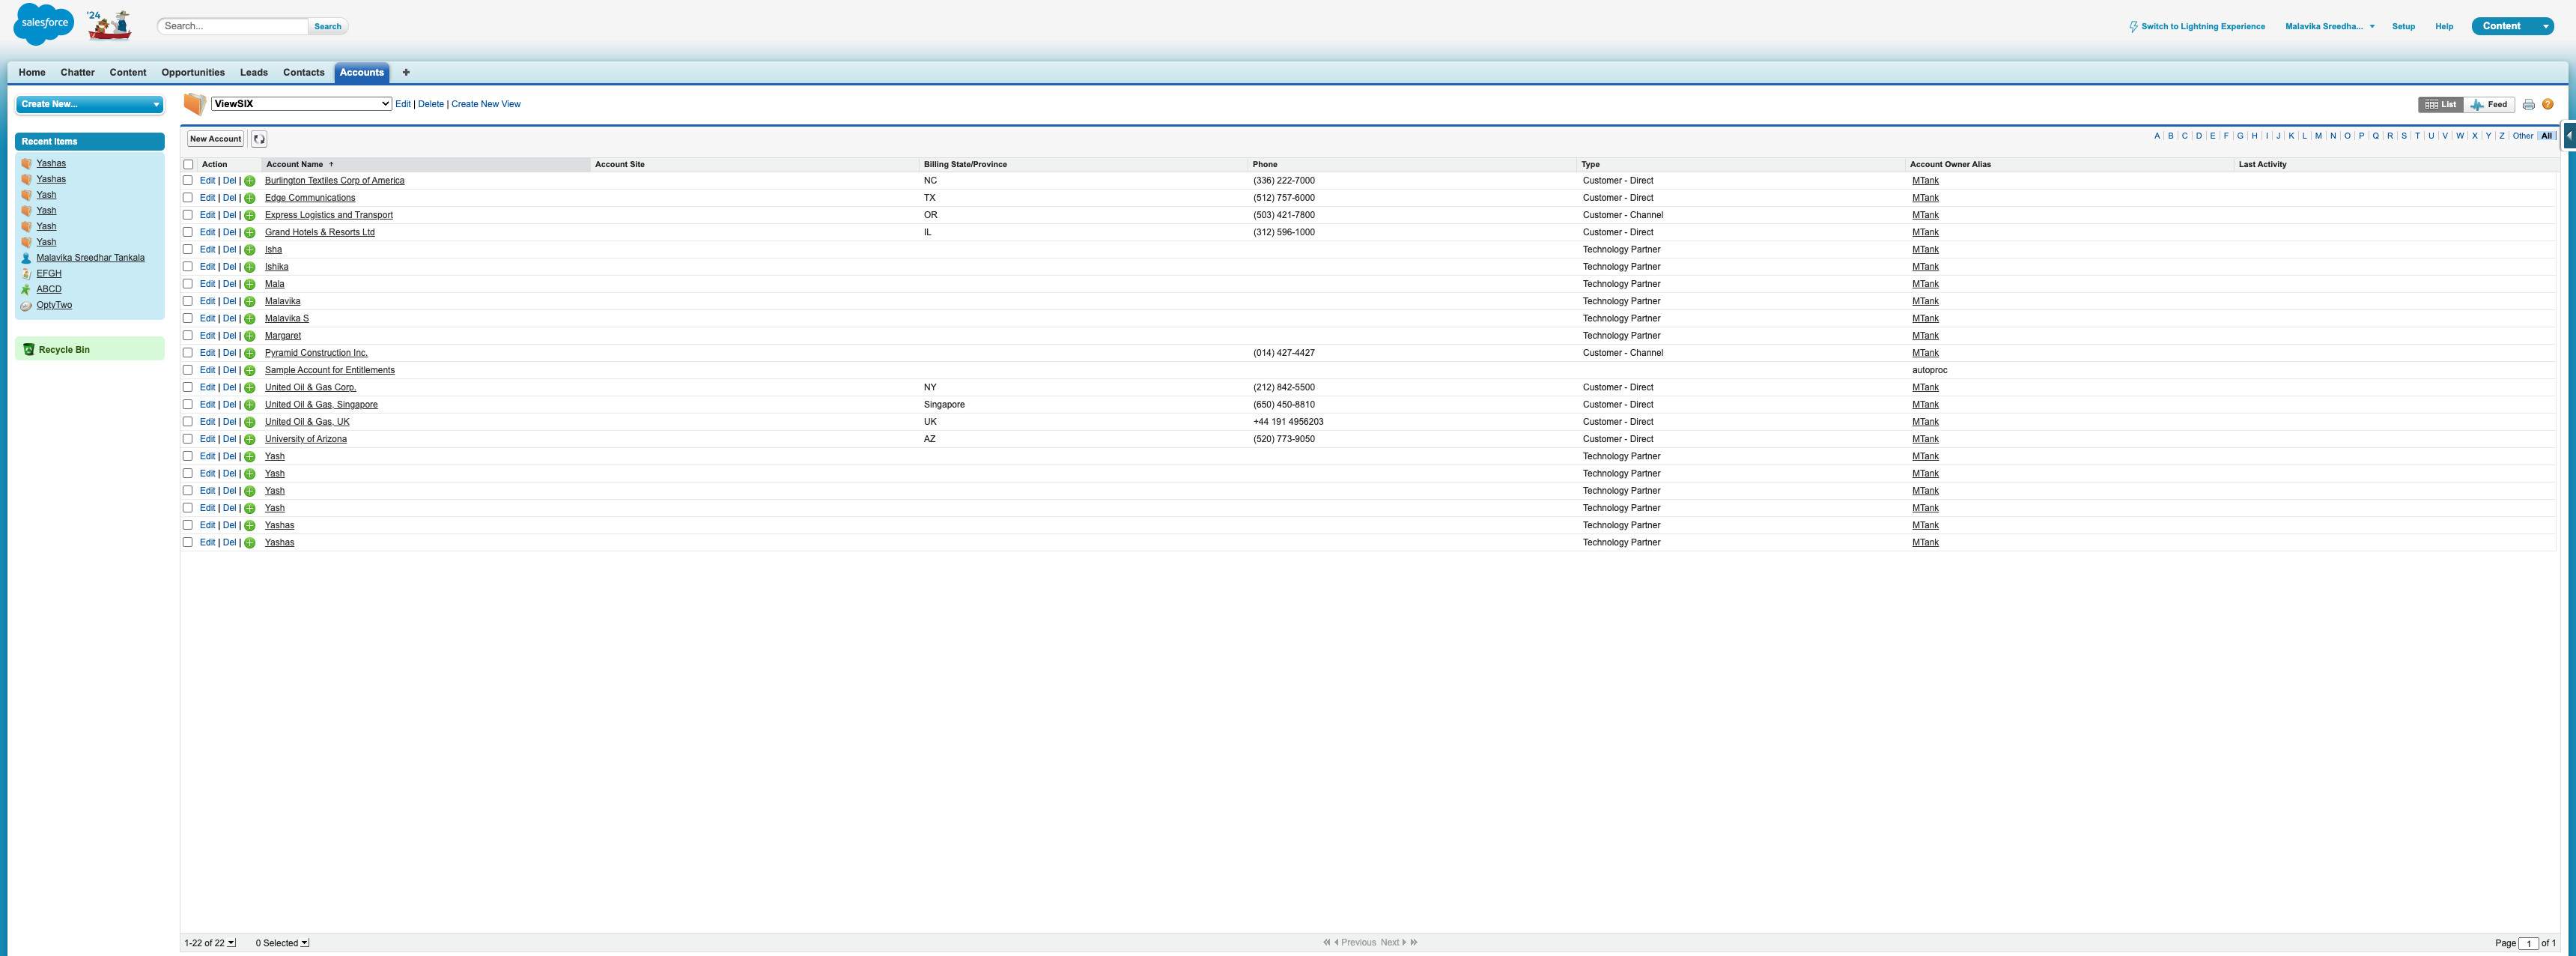 salesforce '24 Search... Search Switch to Lightning Experience Malavika Sreedha... Setup Help Content
Home Chatter Content Opportunities Leads Contacts Accounts +
Create New...
ViewSIX Edit | Delete | Create New View List Feed ?
Recent Items
Yashas
Yashas
Yash
Yash
Yash
Yash
Malavika Sreedhar Tankala
EFGH
ABCD
OptyTwo
Recycle Bin
New Account A | B | C | D | E | F | G | H | I | J | K | L | M | N | O | P | Q | R | S | T | U | V | W | X | Y | Z | Other | All
Action Account Name Account Site Billing State/Province Phone Type Account Owner Alias Last Activity
Edit | Del | Burlington Textiles Corp of America NC (336) 222-7000 Customer - Direct MTank
Edit | Del | Edge Communications TX (512) 757-6000 Customer - Direct MTank
Edit | Del | Express Logistics and Transport OR (503) 421-7800 Customer - Channel MTank
Edit | Del | Grand Hotels & Resorts Ltd IL (312) 596-1000 Customer - Direct MTank
Edit | Del | Isha Technology Partner MTank
Edit | Del | Ishika Technology Partner MTank
Edit | Del | Mala Technology Partner MTank
Edit | Del | Malavika Technology Partner MTank
Edit | Del | Malavika S Technology Partner MTank
Edit | Del | Margaret Technology Partner MTank
Edit | Del | Pyramid Construction Inc. (014) 427-4427 Customer - Channel MTank
Edit | Del | Sample Account for Entitlements autoproc
Edit | Del | United Oil & Gas Corp. NY (212) 842-5500 Customer - Direct MTank
Edit | Del | United Oil & Gas, Singapore Singapore (650) 450-8810 Customer - Direct MTank
Edit | Del | United Oil & Gas, UK UK +44 191 4956203 Customer - Direct MTank
Edit | Del | University of Arizona AZ (520) 773-9050 Customer - Direct MTank
Edit | Del | Yash Technology Partner MTank
Edit | Del | Yash Technology Partner MTank
Edit | Del | Yash Technology Partner MTank
Edit | Del | Yash Technology Partner MTank
Edit | Del | Yashas Technology Partner MTank
Edit | Del | Yashas Technology Partner MTank
1-22 of 22 0 Selected Previous Next Page 1 of 1